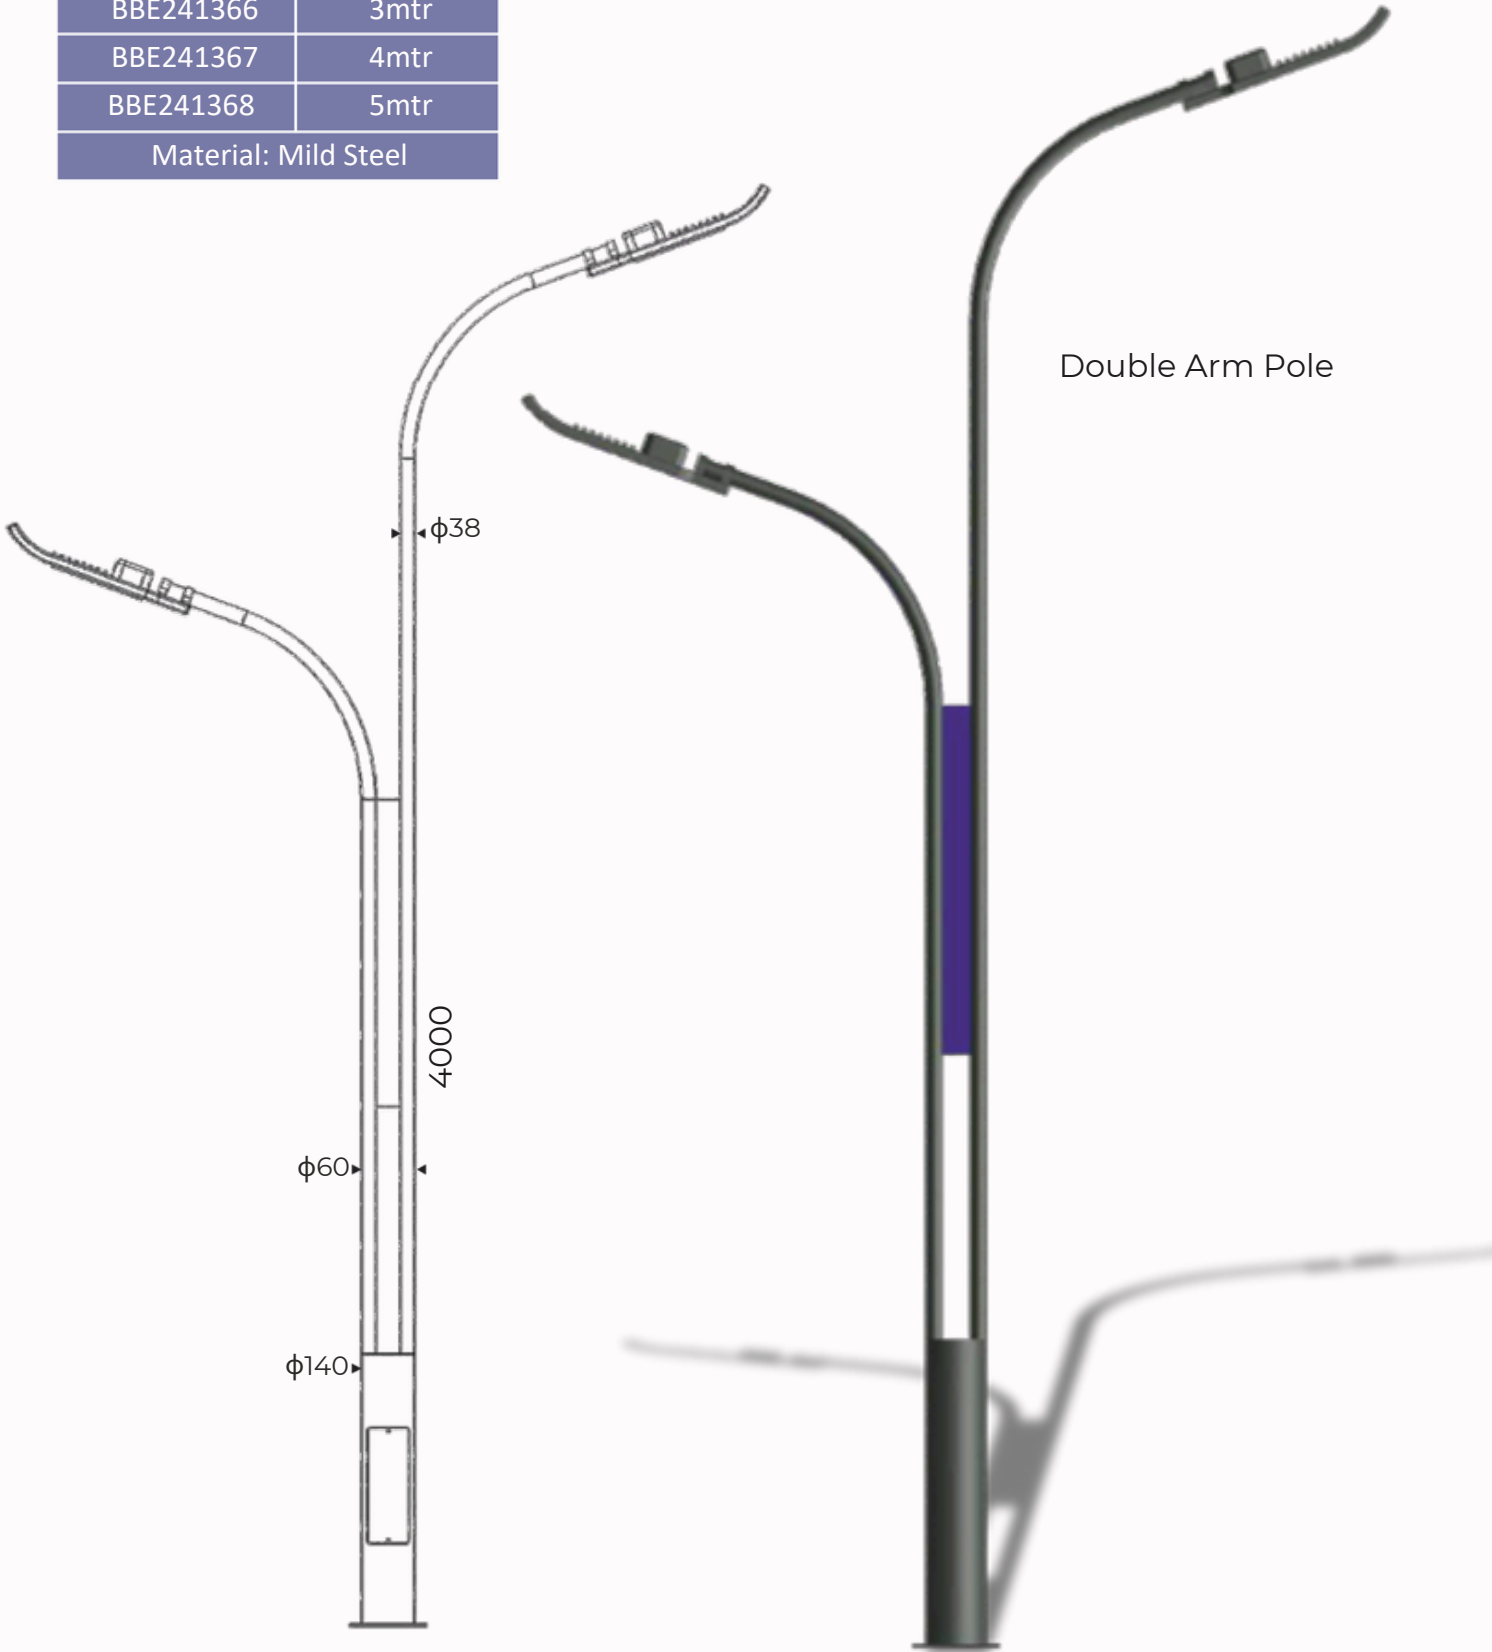 BBE241366 3mtr
BBE241367 4mtr
BBE241368 5mtr
Material: Mild Steel
Double Arm Pole
ϕ38
4000
ϕ60
ϕ140